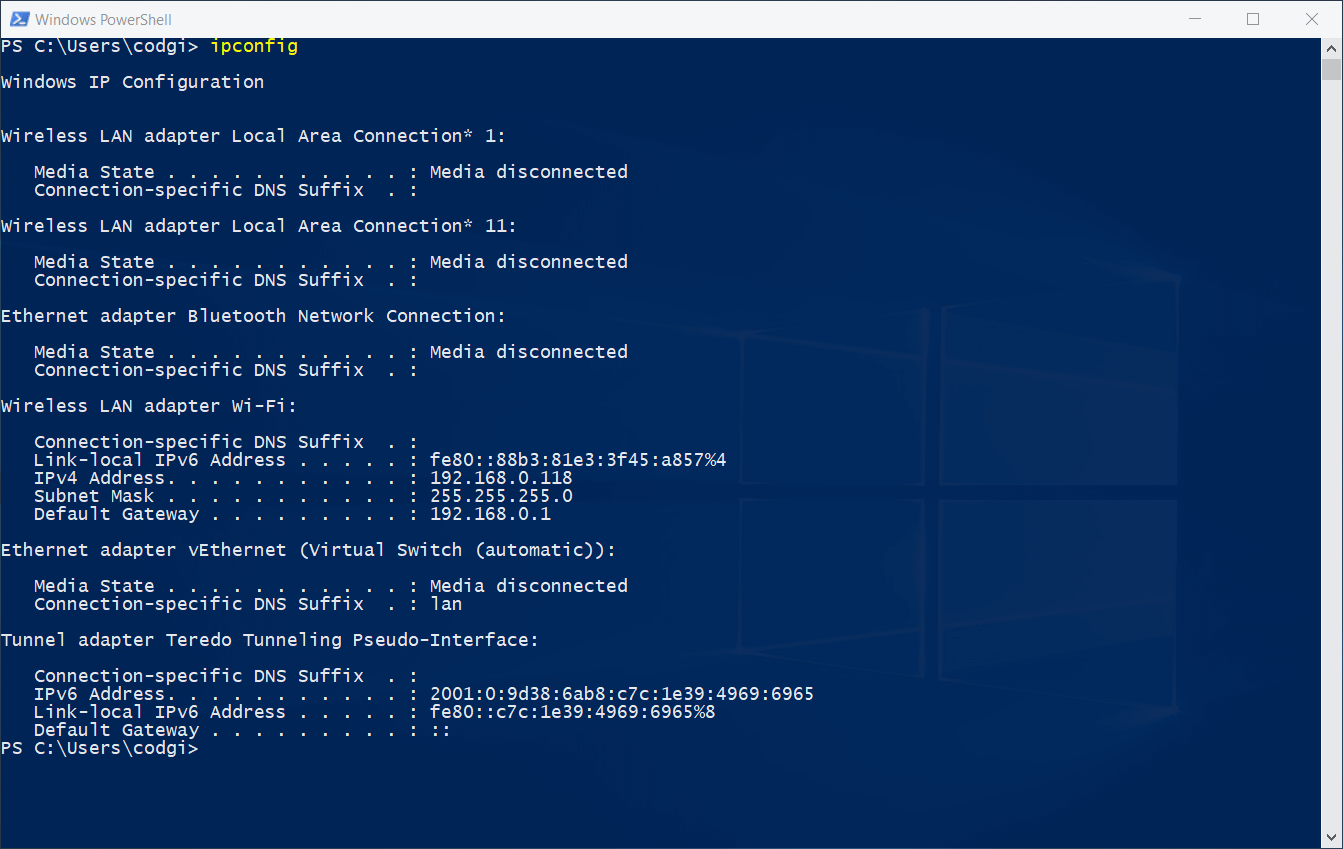 Windows PowerShell
PS C:\Users\codgi> ipconfig
Windows IP Configuration
Wireless LAN adapter Local Area Connection* 1:
Media State . . . . . . . . . . . : Media disconnected
Connection-specific DNS Suffix  . :
Wireless LAN adapter Local Area Connection* 11:
Media State . . . . . . . . . . . : Media disconnected
Connection-specific DNS Suffix  . :
Ethernet adapter Bluetooth Network Connection:
Media State . . . . . . . . . . . : Media disconnected
Connection-specific DNS Suffix  . :
Wireless LAN adapter Wi-Fi:
Connection-specific DNS Suffix  . :
Link-local IPv6 Address . . . . . : fe80::88b3:81e3:3f45:a857%4
IPv4 Address. . . . . . . . . . . : 192.168.0.118
Subnet Mask . . . . . . . . . . . : 255.255.255.0
Default Gateway . . . . . . . . . : 192.168.0.1
Ethernet adapter vEthernet (Virtual Switch (automatic)):
Media State . . . . . . . . . . . : Media disconnected
Connection-specific DNS Suffix  . : lan
Tunnel adapter Teredo Tunneling Pseudo-Interface:
Connection-specific DNS Suffix  . :
IPv6 Address. . . . . . . . . . . : 2001:0:9d38:6ab8:c7c:1e39:4969:6965
Link-local IPv6 Address . . . . . : fe80::c7c:1e39:4969:6965%8
Default Gateway . . . . . . . . . : ::
PS C:\Users\codgi>